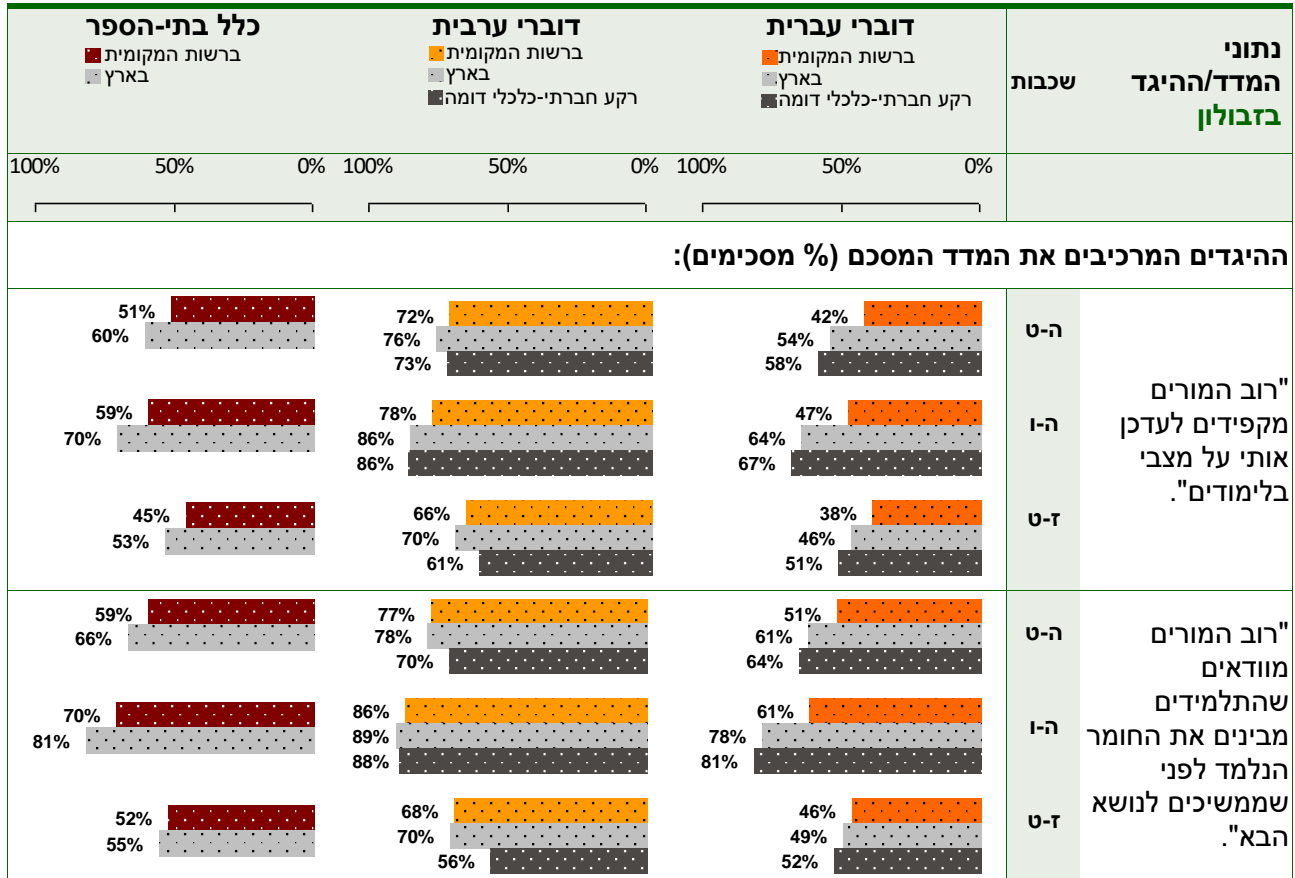 נתוני
המדד/ההיגד
בזבולון
שכבות
דוברי עברית
ברשות המקומית
בארץ
רקע חברתי-כלכלי דומה
דוברי ערבית
ברשות המקומית
בארץ
רקע חברתי-כלכלי דומה
כלל בתי-הספר
ברשות המקומית
בארץ
0% 50% 100%
0% 50% 100%
0% 50% 100%
ההיגדים המרכיבים את המדד המסכם (% מסכימים):
"רוב המורים
מקפידים לעדכן
אותי על מצבי
בלימודים".
ה-ט
42%
54%
58%
72%
76%
73%
51%
60%
ה-ו
47%
64%
67%
78%
86%
86%
59%
70%
ז-ט
38%
46%
51%
66%
70%
61%
45%
53%
"רוב המורים
מוודאים
שהתלמידים
מבינים את החומר
הנלמד לפני
שממשיכים לנושא
הבא".
ה-ט
51%
61%
64%
77%
78%
70%
59%
66%
ה-ו
61%
78%
81%
86%
89%
88%
70%
81%
ז-ט
46%
49%
52%
68%
70%
56%
52%
55%